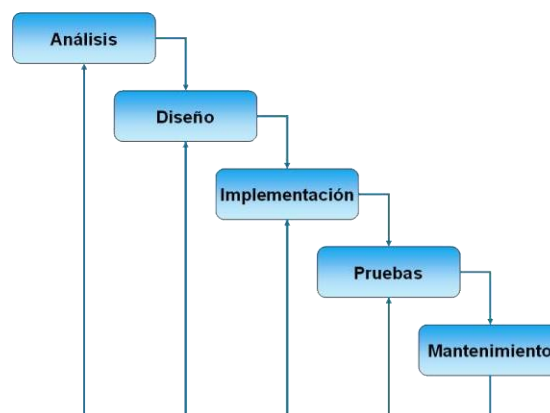 Análisis
Diseño
Implementación
Pruebas
Mantenimiento